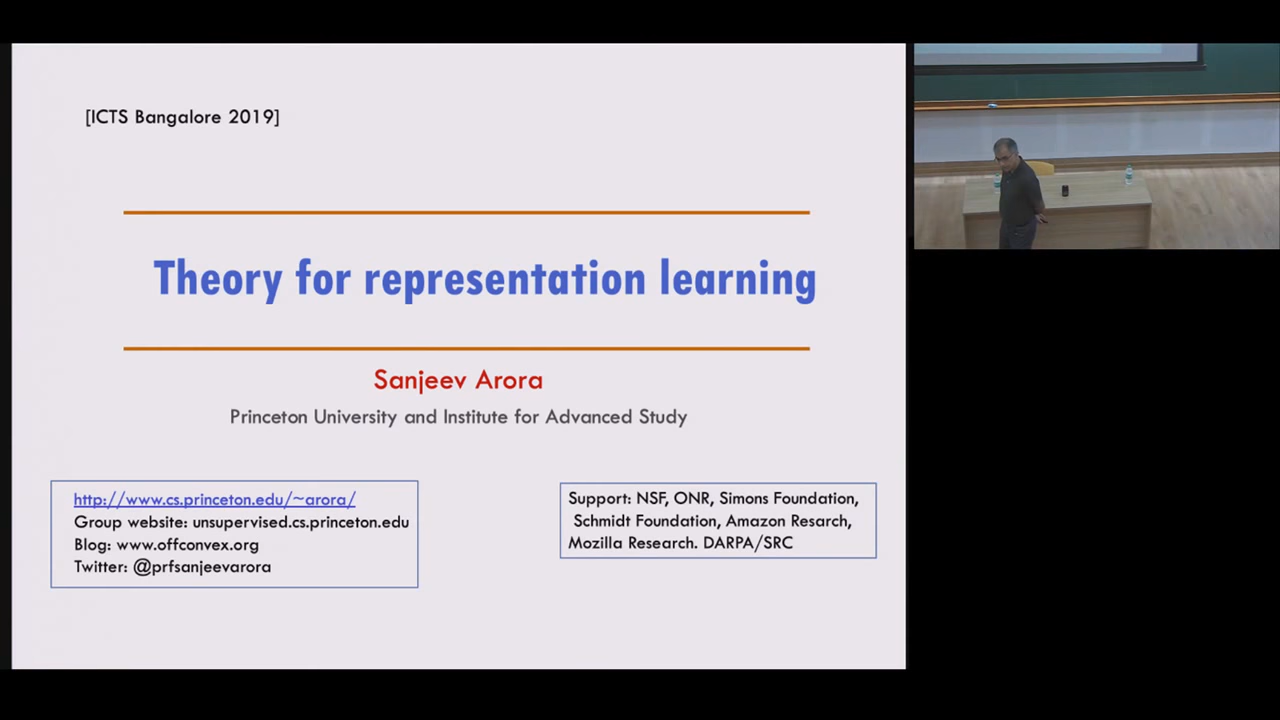 [ICTS Bangalore 2019]
Theory for representation learning
Sanjeev Arora
Princeton University and Institute for Advanced Study
http://www.cs.princeton.edu/~arora/
Group website: unsupervised.cs.princeton.edu
Blog: www.offconvex.org
Twitter: @prfsanjeevarora
Support: NSF, ONR, Simons Foundation,
Schmidt Foundation, Amazon Resarch,
Mozilla Research. DARPA/SRC